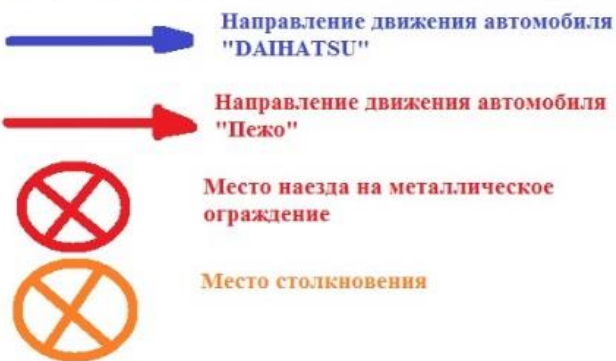 Направление движения автомобиля
"DAIHATSU"
Направление движения автомобиля
"Пежо"
Место наезда на металлическое
ограждение
Место столкновения